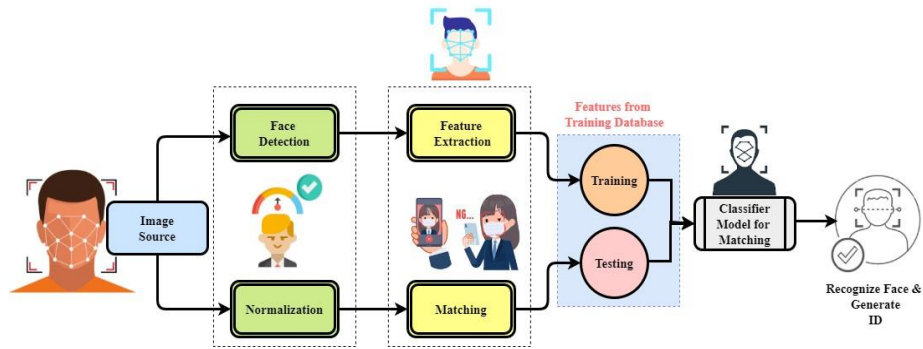 Face
Detection
Feature
Extraction
Features from
Training Database
Training
Image
Source
NG...
Classifier
Model for
Matching
Testing
Normalization
Matching
Recognize Face &
Generate
ID